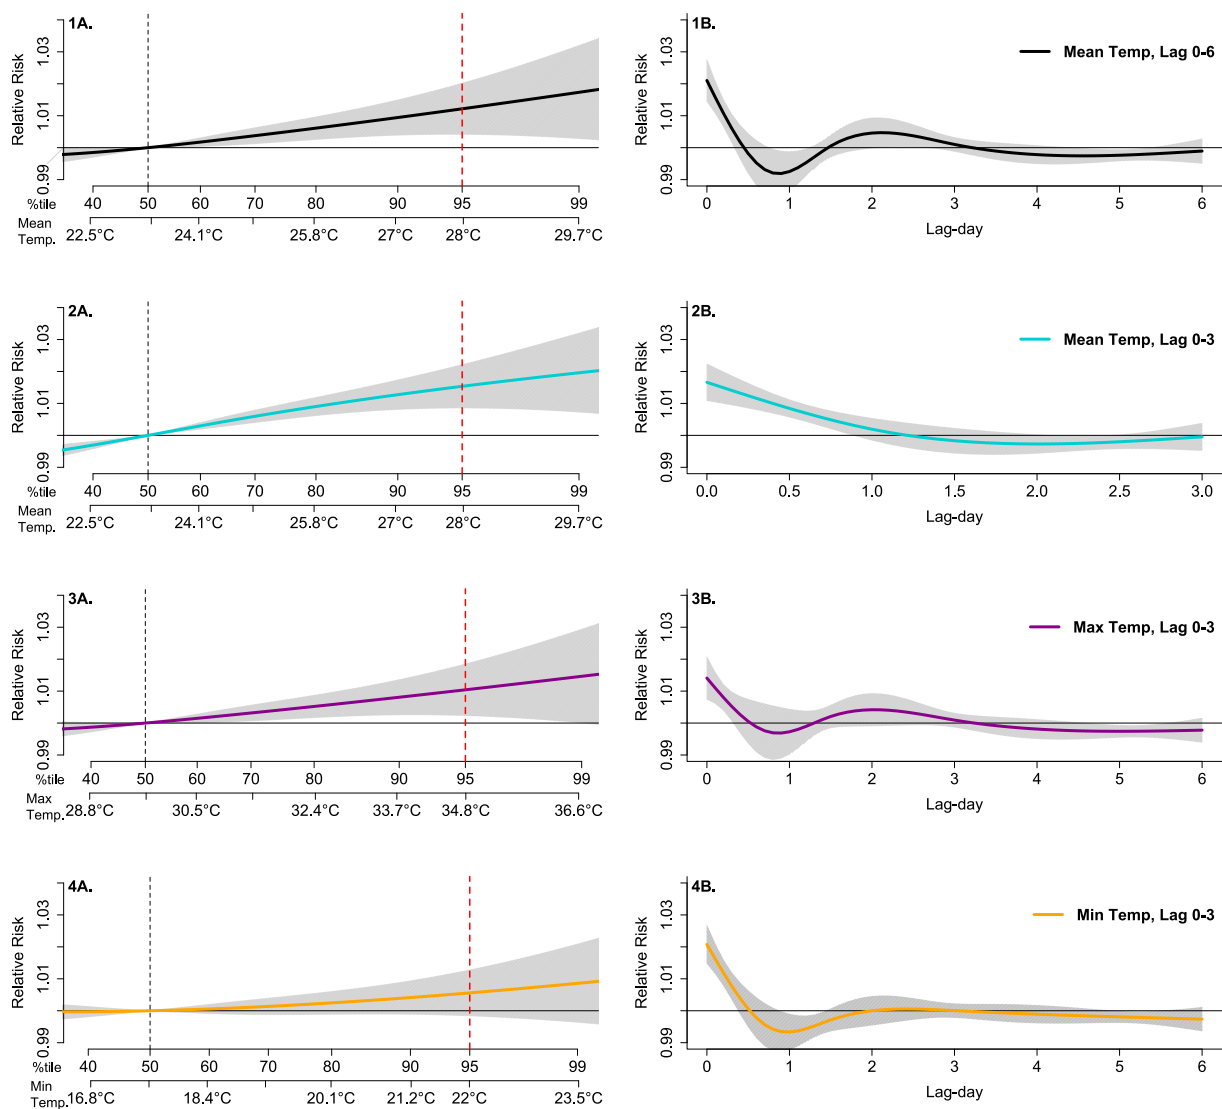 1A.
Relative Risk
1.03
1.01
0.99
%tile 40 50 60 70 80 90 95 99
Mean Temp. 22.5°C 24.1°C 25.8°C 27°C 28°C 29.7°C
1B.
Mean Temp, Lag 0-6
Relative Risk
1.03
1.01
0.99
0 1 2 3 4 5 6
Lag-day
2A.
Relative Risk
1.03
1.01
0.99
%tile 40 50 60 70 80 90 95 99
Mean Temp. 22.5°C 24.1°C 25.8°C 27°C 28°C 29.7°C
2B.
Mean Temp, Lag 0-3
Relative Risk
1.03
1.01
0.99
0.0 0.5 1.0 1.5 2.0 2.5 3.0
Lag-day
3A.
Relative Risk
1.03
1.01
0.99
%tile 40 50 60 70 80 90 95 99
Max Temp. 28.8°C 30.5°C 32.4°C 33.7°C 34.8°C 36.6°C
3B.
Max Temp, Lag 0-3
Relative Risk
1.03
1.01
0.99
0 1 2 3 4 5 6
Lag-day
4A.
Relative Risk
1.03
1.01
0.99
%tile 40 50 60 70 80 90 95 99
Min Temp. 16.8°C 18.4°C 20.1°C 21.2°C 22°C 23.5°C
4B.
Min Temp, Lag 0-3
Relative Risk
1.03
1.01
0.99
0 1 2 3 4 5 6
Lag-day